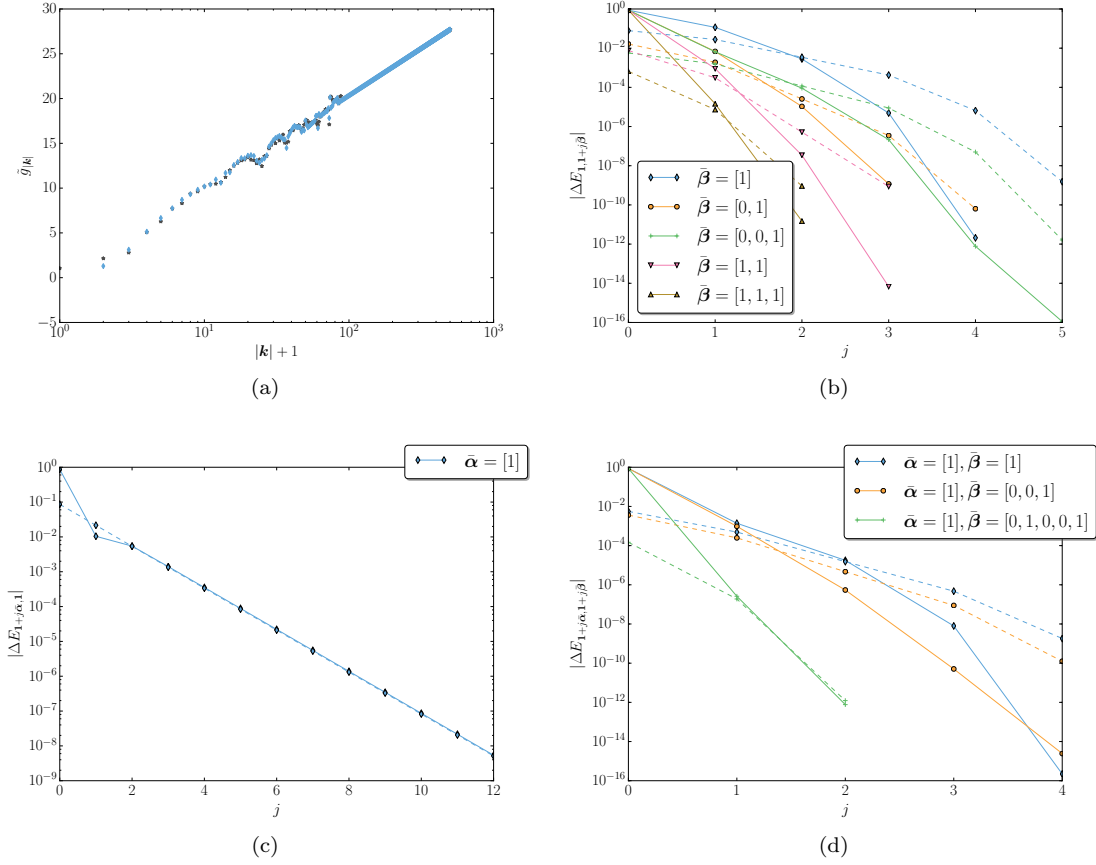 30
25
20
15
10
5
0
−5
10^0 10^1 10^2 10^3
g̃_{|k|}
|k| + 1
(a)
10^0
10^{-2}
10^{-4}
10^{-6}
10^{-8}
10^{-10}
10^{-12}
10^{-14}
10^{-16}
0 1 2 3 4 5
|ΔE_{1,1+jβ̄}|
j
β̄ = [1]
β̄ = [0, 1]
β̄ = [0, 0, 1]
β̄ = [1, 1]
β̄ = [1, 1, 1]
(b)
ᾱ = [1]
10^0
10^{-1}
10^{-2}
10^{-3}
10^{-4}
10^{-5}
10^{-6}
10^{-7}
10^{-8}
10^{-9}
0 2 4 6 8 10 12
|ΔE_{1+jᾱ,1}|
j
(c)
ᾱ = [1], β̄ = [1]
ᾱ = [1], β̄ = [0, 0, 1]
ᾱ = [1], β̄ = [0, 1, 0, 0, 1]
10^0
10^{-2}
10^{-4}
10^{-6}
10^{-8}
10^{-10}
10^{-12}
10^{-14}
10^{-16}
0 1 2 3 4
|ΔE_{1+jᾱ,1+jβ̄}|
j
(d)